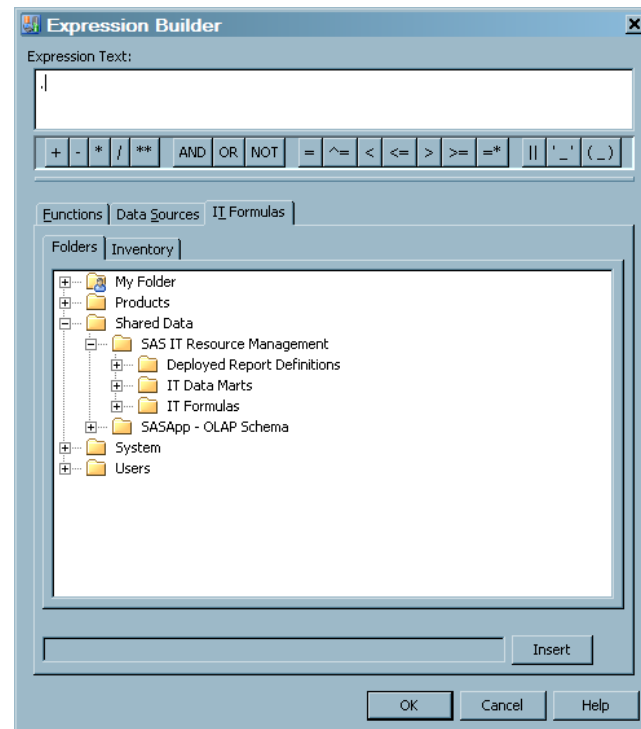 Expression Builder
Expression Text:
.
+ - * / ** AND OR NOT = ^= < <= > >= =* || '_' (_)
Functions Data Sources IT Formulas
Folders Inventory
My Folder
Products
Shared Data
SAS IT Resource Management
Deployed Report Definitions
IT Data Marts
IT Formulas
SASApp - OLAP Schema
System
Users
Insert
OK Cancel Help